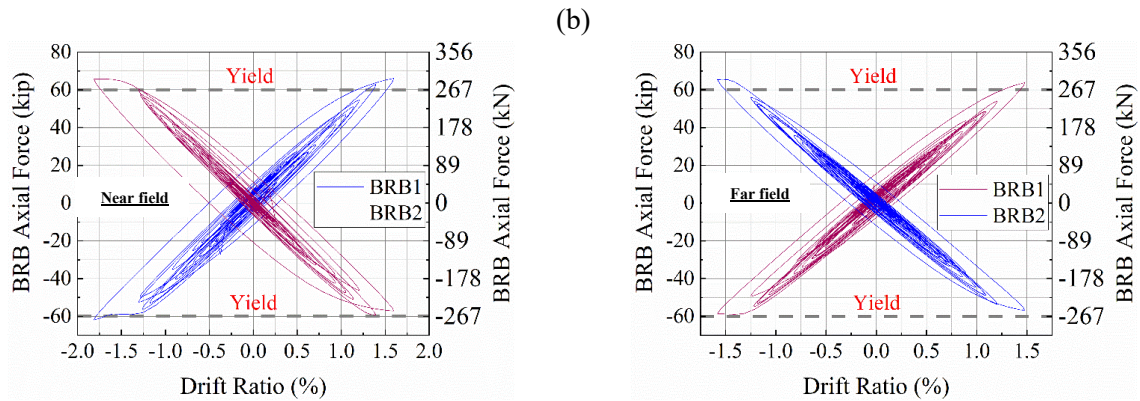 (b)
80
60
40
20
0
-20
-40
-60
BRB Axial Force (kip)
356
267
178
89
0
-89
-178
-267
BRB Axial Force (kN)
Yield
Near field
BRB1
BRB2
Yield
-2.0 -1.5 -1.0 -0.5 0.0 0.5 1.0 1.5 2.0
Drift Ratio (%)
80
60
40
20
0
-20
-40
-60
BRB Axial Force (kip)
356
267
178
89
0
-89
-178
-267
BRB Axial Force (kN)
Yield
Far field
BRB1
BRB2
Yield
-1.5 -1.0 -0.5 0.0 0.5 1.0 1.5
Drift Ratio (%)